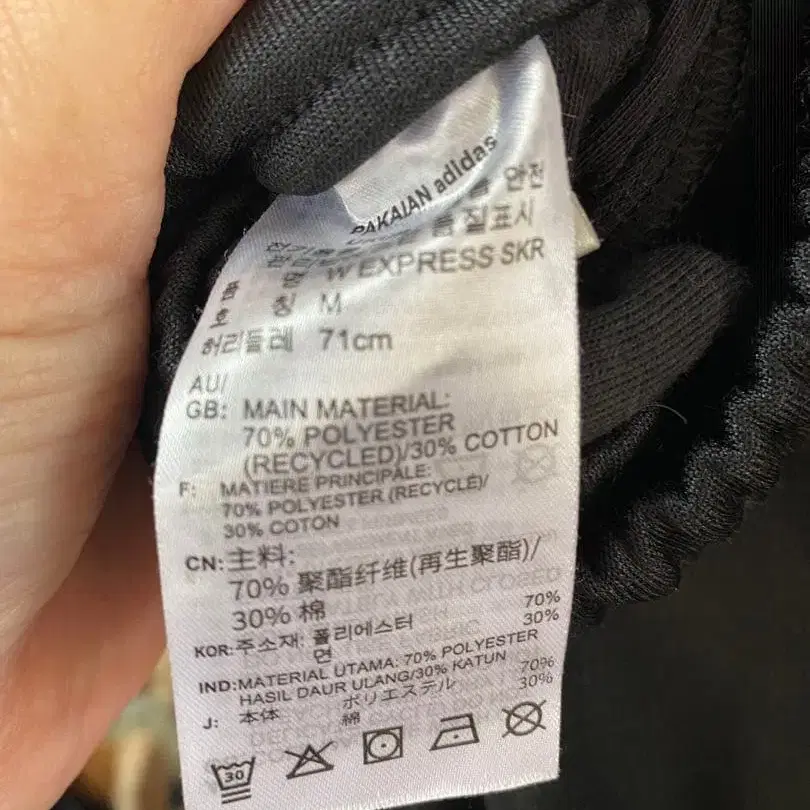 PAKAIAN adidas
안전
품질표시
품 명 W EXPRESS SKR
호 칭 M
허리둘레 71cm
AU/
GB: MAIN MATERIAL:
70% POLYESTER
(RECYCLED)/30% COTTON
F: MATIERE PRINCIPALE:
70% POLYESTER (RECYCLÉ)/
30% COTON
CN: 主料:
70% 聚酯纤维(再生聚酯)/
30% 棉
KOR: 주소재: 폴리에스터 70%
면 30%
IND: MATERIAL UTAMA: 70% POLYESTER
HASIL DAUR ULANG/30% KATUN
J: 本体 ポリエステル 70%
綿 30%
30